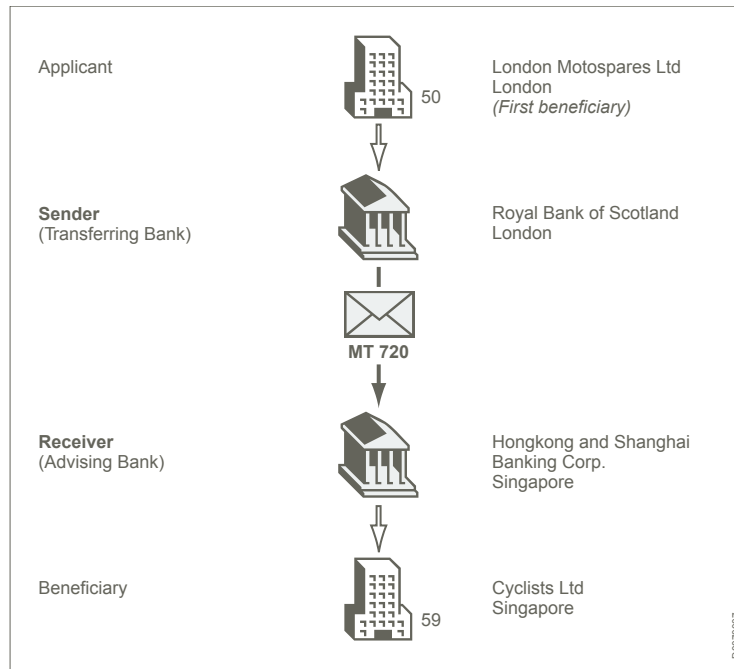 Applicant
50
London Motospares Ltd
London
(First beneficiary)
Sender
(Transferring Bank)
Royal Bank of Scotland
London
MT 720
Receiver
(Advising Bank)
Hongkong and Shanghai
Banking Corp.
Singapore
Beneficiary
59
Cyclists Ltd
Singapore